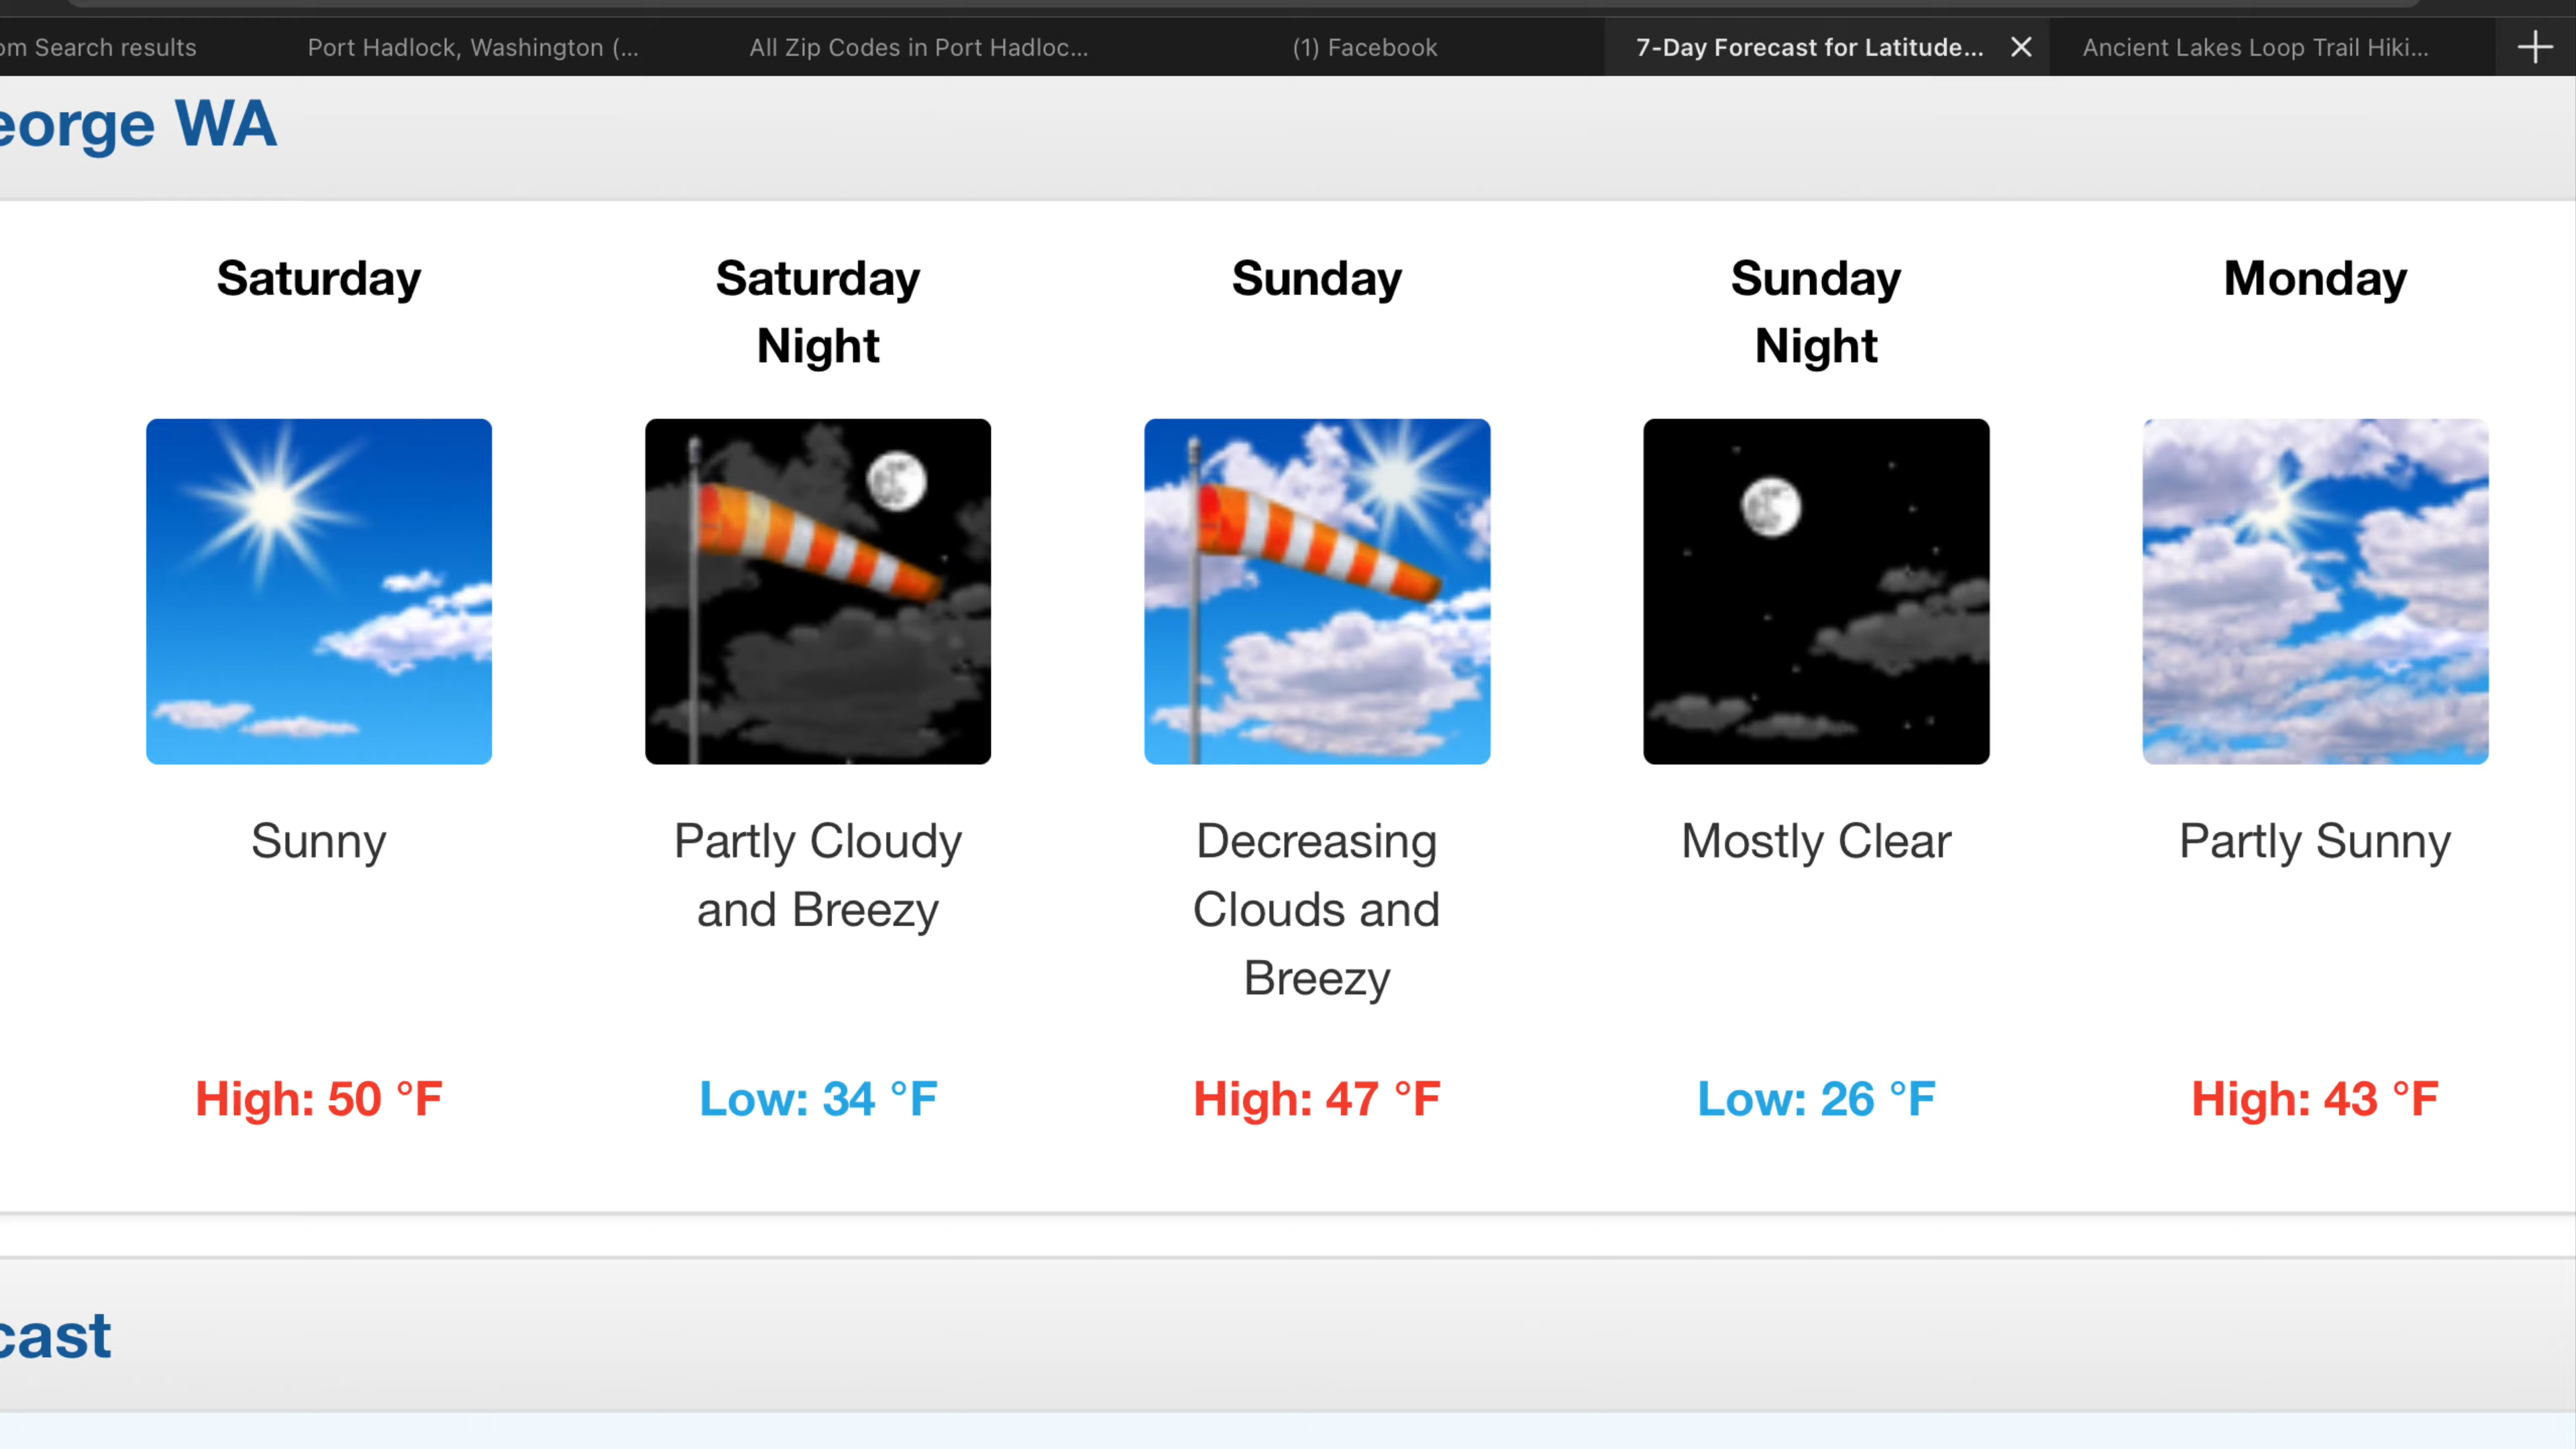 om Search results
Port Hadlock, Washington (...
All Zip Codes in Port Hadloc...
(1) Facebook
7-Day Forecast for Latitude...
Ancient Lakes Loop Trail Hiki...
eorge WA
Saturday
Saturday
Night
Sunday
Sunday
Night
Monday
Sunny
Partly Cloudy
and Breezy
Decreasing
Clouds and
Breezy
Mostly Clear
Partly Sunny
High: 50 °F
Low: 34 °F
High: 47 °F
Low: 26 °F
High: 43 °F
cast